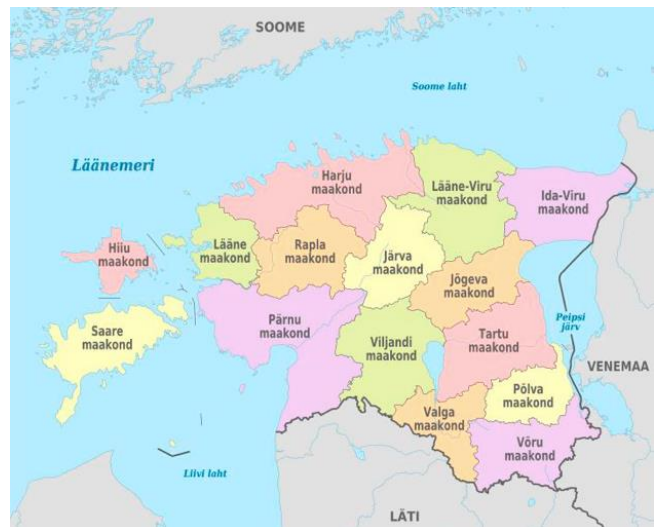 SOOME
Soome laht
Läänemeri
Harju
maakond
Lääne-Viru
maakond
Ida-Viru
maakond
Hiiu
maakond
Lääne
maakond
Rapla
maakond
Järva
maakond
Jõgeva
maakond
Saare
maakond
Pärnu
maakond
Viljandi
maakond
Tartu
maakond
Peipsi
järv
VENEMAA
Valga
maakond
Põlva
maakond
Võru
maakond
Liivi laht
LÄTI